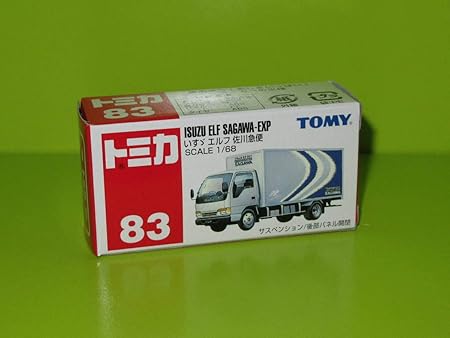 トミカ
83
トミカ
83
ISUZU ELF SAGAWA-EXP
いすゞ エルフ 佐川急便
SCALE 1/68
TOMY
SAGAWA
サスペンション/後部パネル開閉